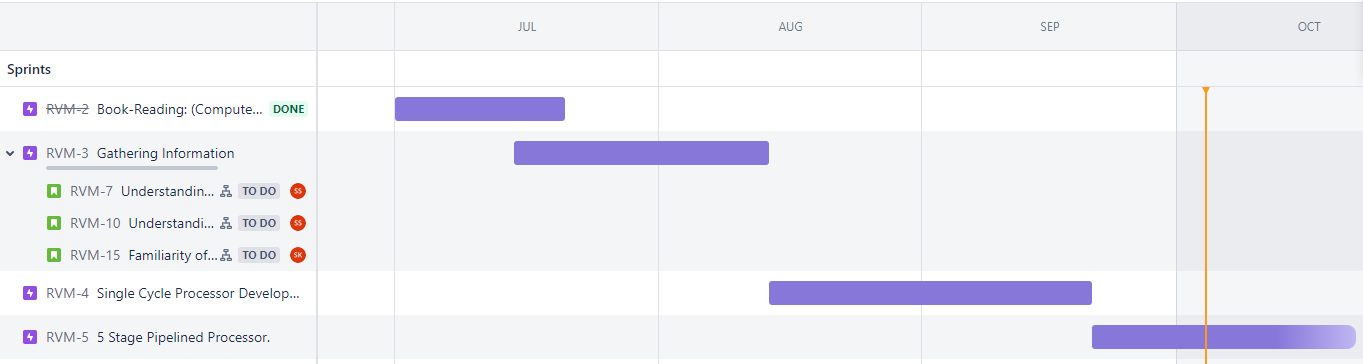 JUL AUG SEP OCT
Sprints
RVM-2 Book-Reading: (Compute... DONE
RVM-3 Gathering Information
RVM-7 Understandin... TO DO SS
RVM-10 Understandi... TO DO SS
RVM-15 Familiarity of... TO DO SK
RVM-4 Single Cycle Processor Develop...
RVM-5 5 Stage Pipelined Processor.